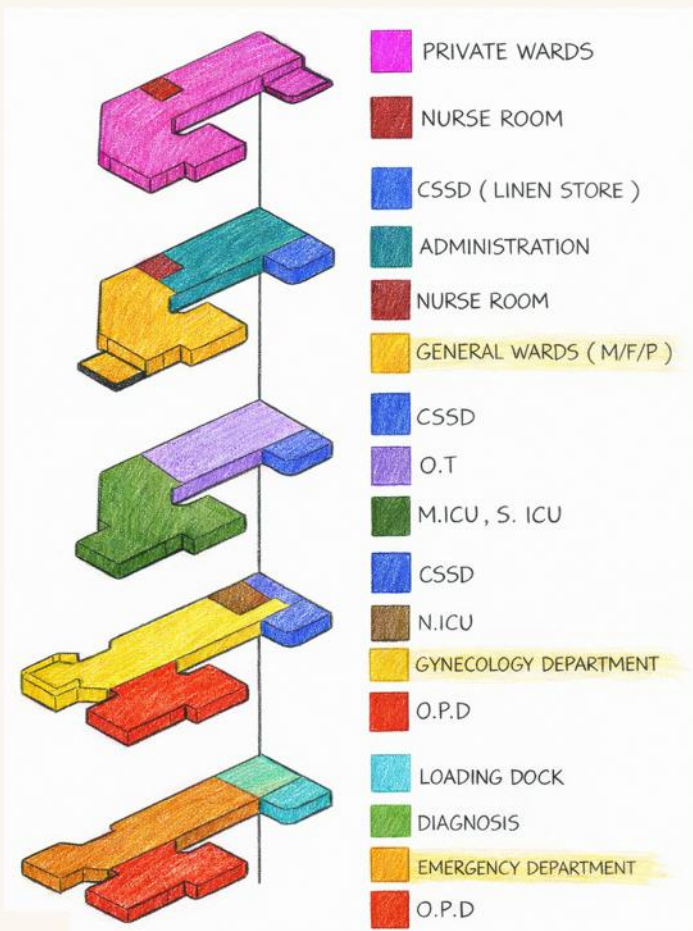 PRIVATE WARDS
NURSE ROOM
CSSD ( LINEN STORE )
ADMINISTRATION
NURSE ROOM
GENERAL WARDS ( M/F/P )
CSSD
O.T
M.ICU , S. ICU
CSSD
N.ICU
GYNECOLOGY DEPARTMENT
O.P.D
LOADING DOCK
DIAGNOSIS
EMERGENCY DEPARTMENT
O.P.D